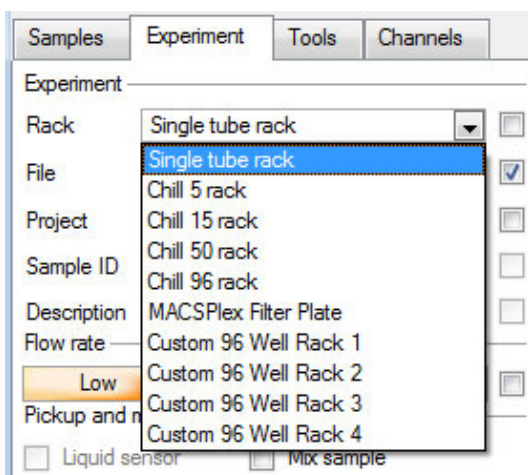 Samples Experiment Tools Channels
Experiment
Rack Single tube rack
Single tube rack
File
Chill 5 rack
Chill 15 rack
Project
Chill 50 rack
Sample ID
Chill 96 rack
Description MACSPlex Filter Plate
Flow rate
Custom 96 Well Rack 1
Low Custom 96 Well Rack 2
Custom 96 Well Rack 3
Pickup and
Custom 96 Well Rack 4
Liquid sensor Mix sample